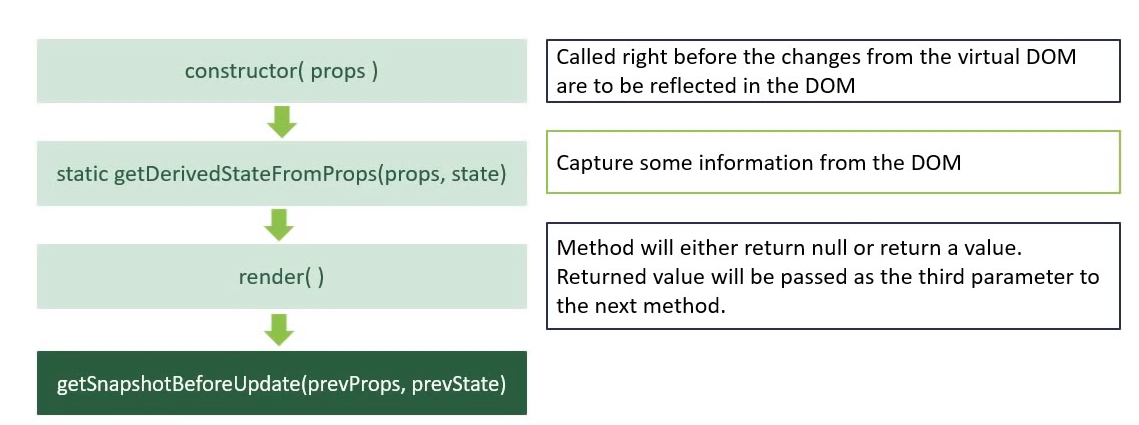 constructor( props )
static getDerivedStateFromProps(props, state)
render( )
getSnapshotBeforeUpdate(prevProps, prevState)
Called right before the changes from the virtual DOM
are to be reflected in the DOM
Capture some information from the DOM
Method will either return null or return a value.
Returned value will be passed as the third parameter to
the next method.